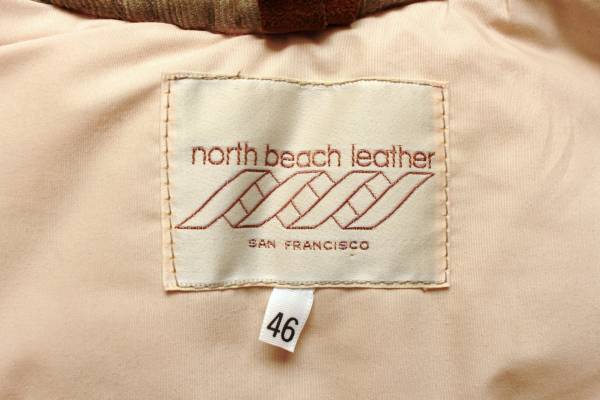 north beach leather
SAN FRANCISCO
46